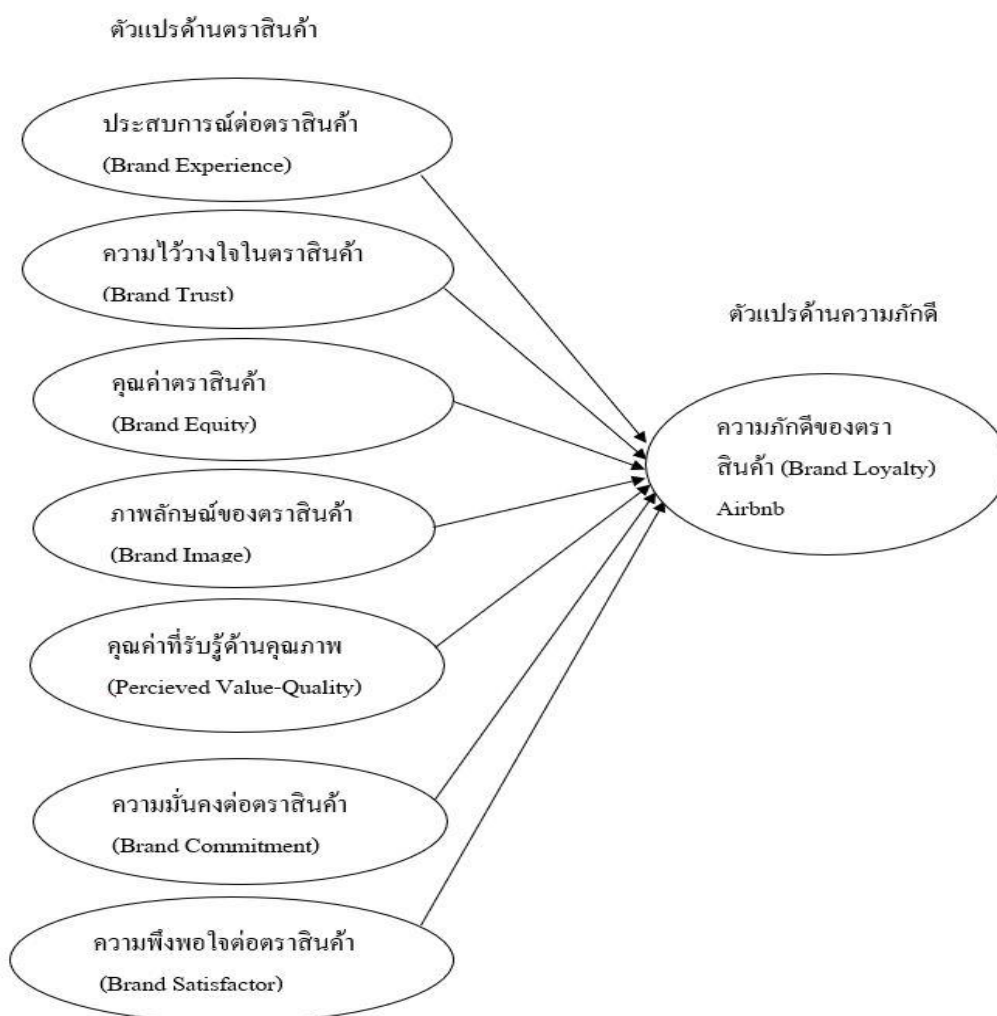 ตัวแปรด้านตราสินค้า
ประสบการณ์ต่อตราสินค้า
(Brand Experience)
ความไว้วางใจในตราสินค้า
(Brand Trust)
คุณค่าตราสินค้า
(Brand Equity)
ภาพลักษณ์ของตราสินค้า
(Brand Image)
คุณค่าที่รับรู้ด้านคุณภาพ
(Percieved Value-Quality)
ความมั่นคงต่อตราสินค้า
(Brand Commitment)
ความพึงพอใจต่อตราสินค้า
(Brand Satisfactor)
ตัวแปรด้านความภักดี
ความภักดีของตรา
สินค้า (Brand Loyalty)
Airbnb